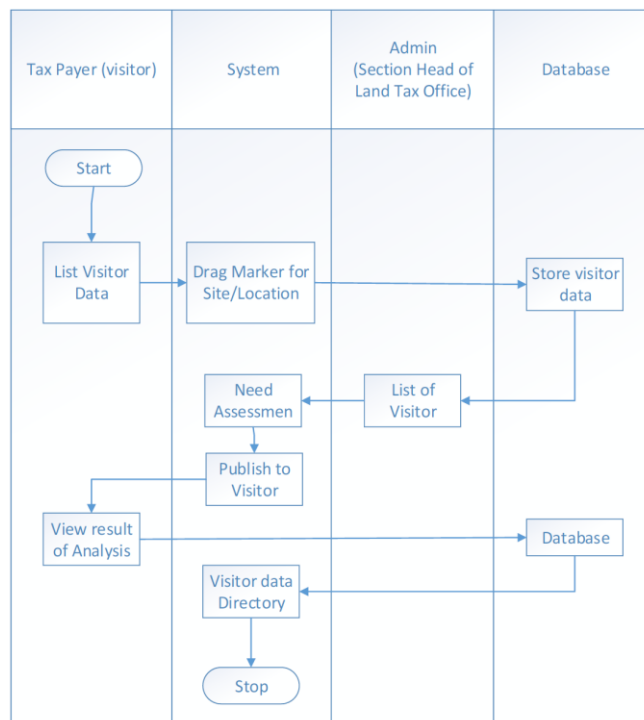 Tax Payer (visitor)
System
Admin
(Section Head of
Land Tax Office)
Database
Start
List Visitor
Data
Drag Marker for
Site/Location
Store visitor
data
List of
Visitor
Need
Assessmen
Publish to
Visitor
View result
of Analysis
Database
Visitor data
Directory
Stop